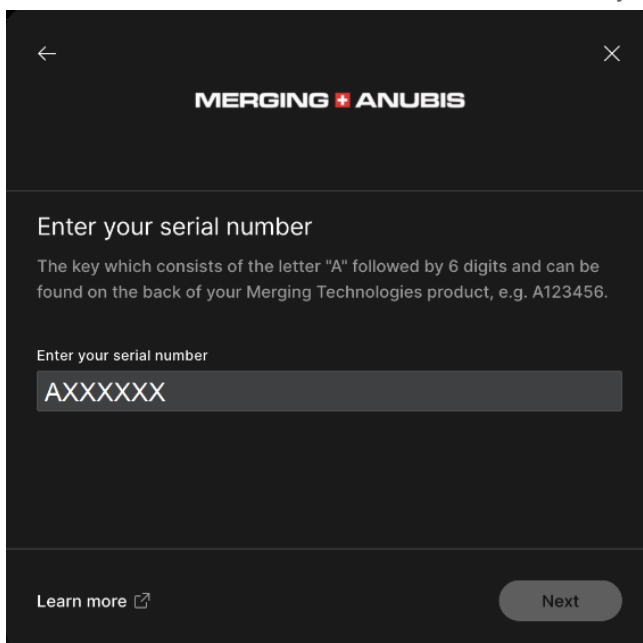 MERGING ANUBIS
Enter your serial number
The key which consists of the letter "A" followed by 6 digits and can be
found on the back of your Merging Technologies product, e.g. A123456.
Enter your serial number
AXXXXXX
Learn more
Next